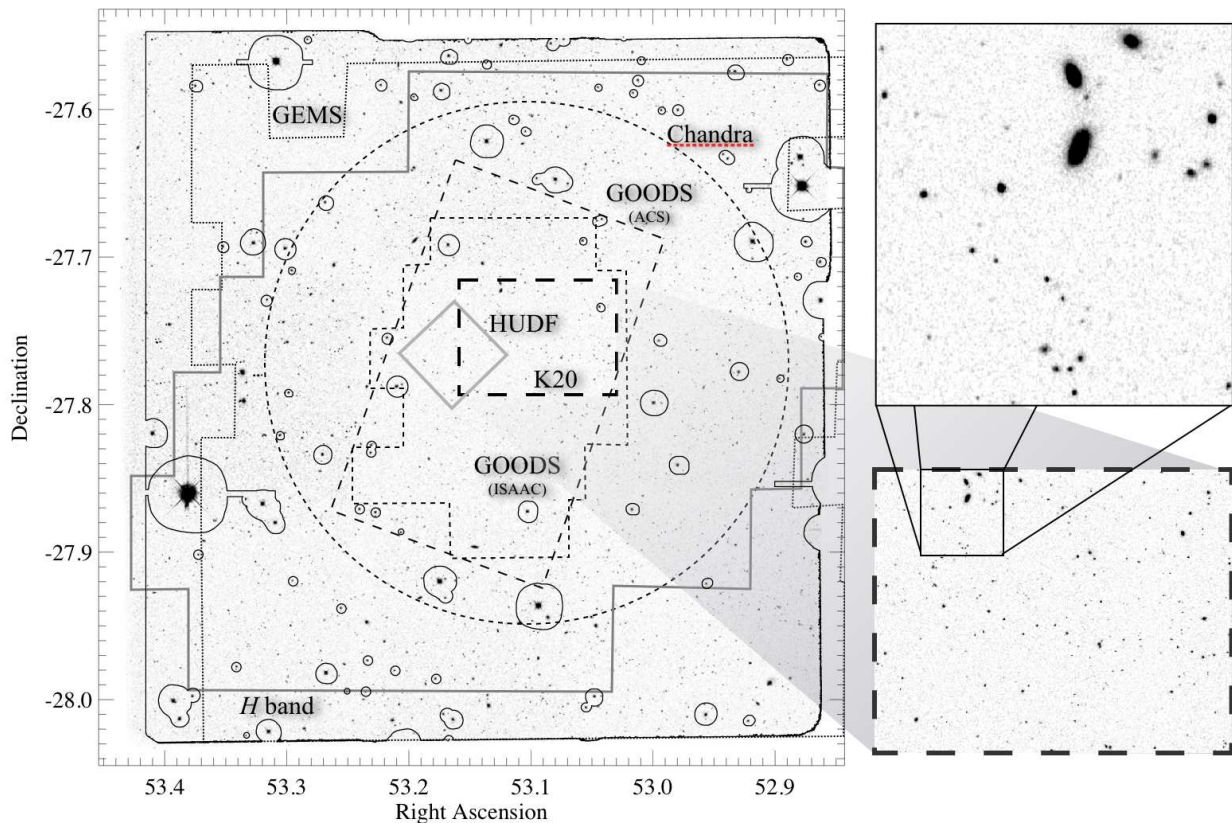 -27.6
-27.7
-27.8
-27.9
-28.0
Declination
GEMS
Chandra
GOODS
(ACS)
HUDF
K20
GOODS
(ISAAC)
H band
53.4 53.3 53.2 53.1 53.0 52.9
Right Ascension